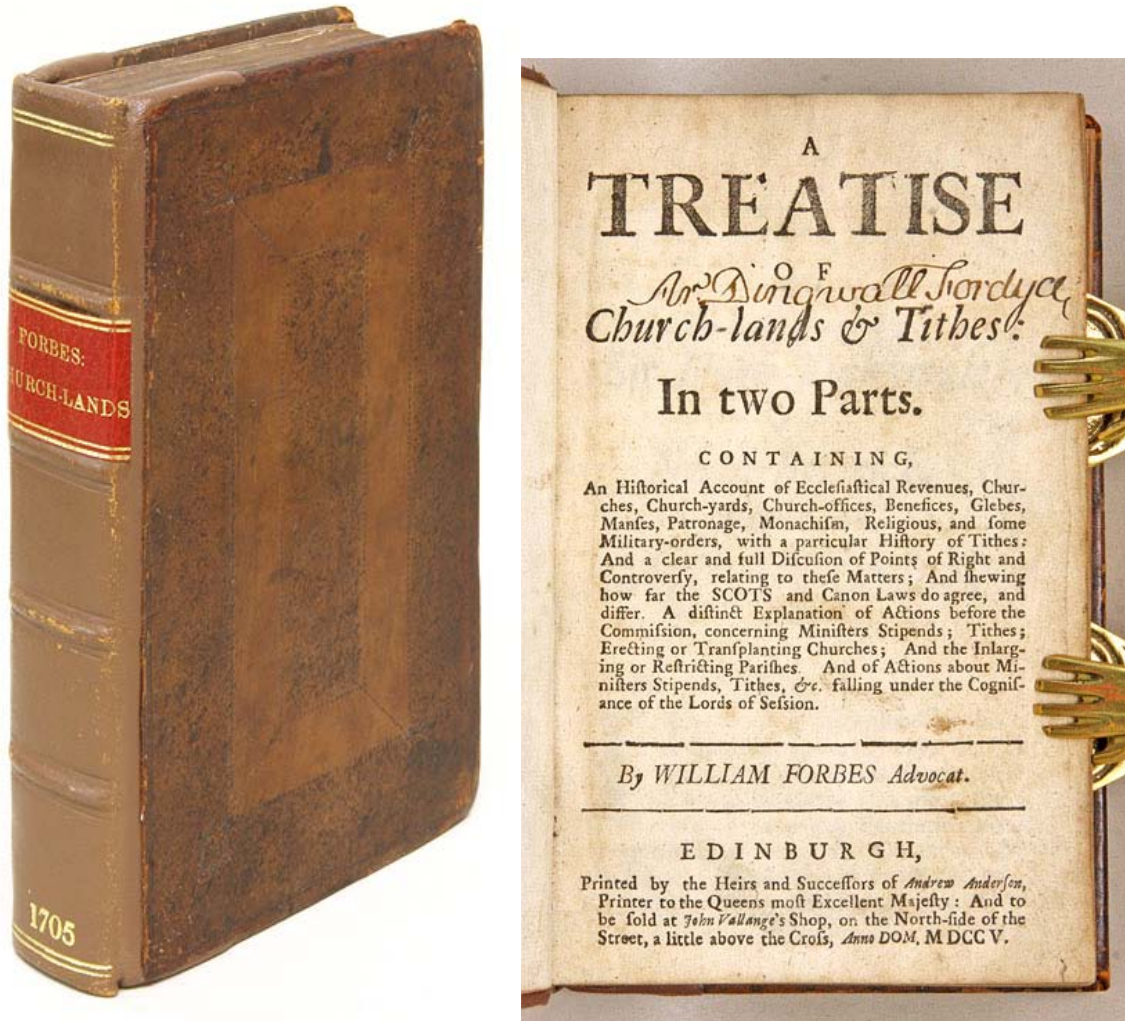 FORBES:
CHURCH-LANDS
1705
A
TREATISE
OF
Ar. Dingwall Fordyce,
Church-lands & Tithes:
In two Parts.
CONTAINING,
An Hiſtorical Account of Eccleſiaſtical Revenues, Chur-
ches, Church-yards, Church-offices, Benefices, Glebes,
Manſes, Patronage, Monachiſm, Religious, and ſome
Military-orders, with a particular Hiſtory of Tithes:
And a clear and full Diſcuſion of Points of Right and
Controverſy, relating to theſe Matters; And ſhewing
how far the SCOTS and Canon Laws do agree, and
differ. A diſtinct Explanation of Actions before the
Commiſſion, concerning Miniſters Stipends; Tithes;
Erecting or Tranſplanting Churches; And the Inlarg-
ing or Reſtricting Pariſhes. And of Actions about Mi-
niſters Stipends, Tithes, &c. falling under the Cogniſ-
ance of the Lords of Seſſion.
By WILLIAM FORBES Advocat.
EDINBURGH,
Printed by the Heirs and Succeſſors of Andrew Anderſon,
Printer to the Queens moſt Excellent Majeſty: And to
be ſold at John Vallange's Shop, on the North-ſide of the
Street, a little above the Croſs, Anno DOM. MDCCV.